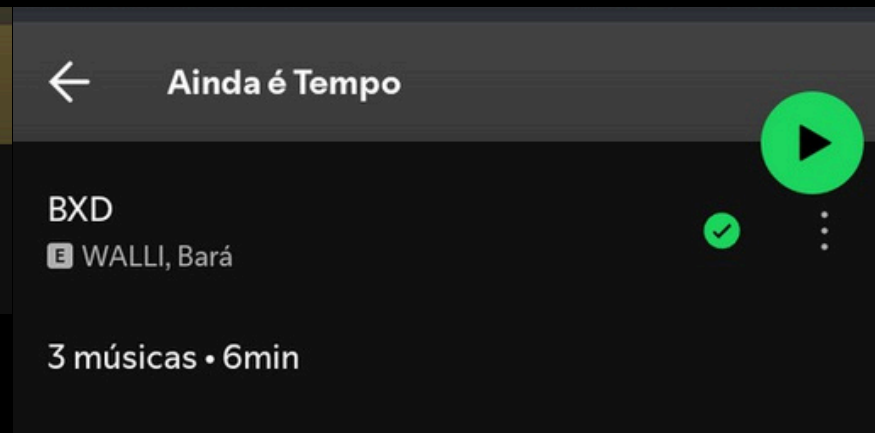 Ainda é Tempo
BXD
E WALLI, Bará
3 músicas • 6min